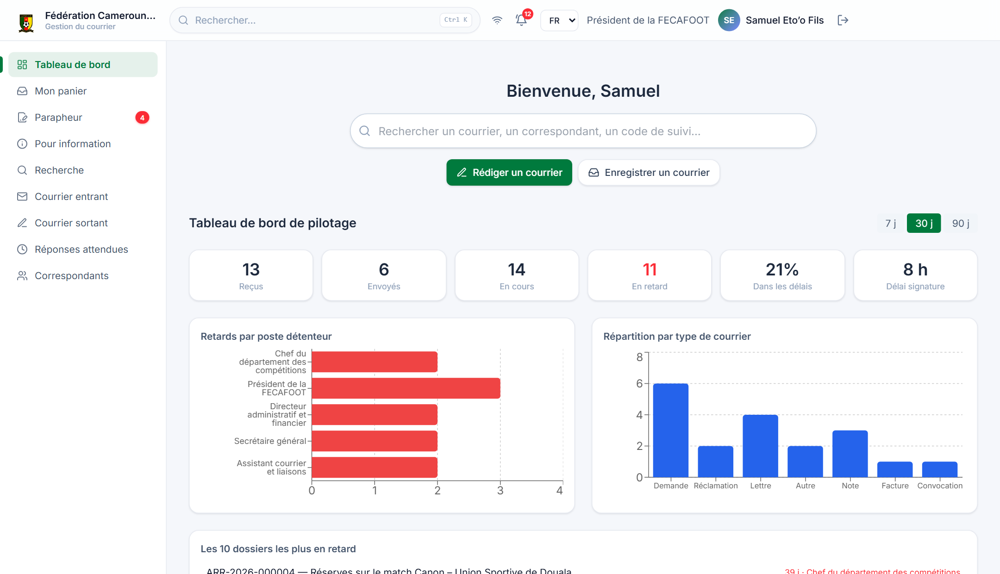 Fédération Cameroun...
Gestion du courrier
Rechercher...
Ctrl K
12
FR
Président de la FECAFOOT
SE
Samuel Eto’o Fils
Tableau de bord
Mon panier
Parapheur
4
Pour information
Recherche
Courrier entrant
Courrier sortant
Réponses attendues
Correspondants
Bienvenue, Samuel
Rechercher un courrier, un correspondant, un code de suivi...
Rédiger un courrier
Enregistrer un courrier
Tableau de bord de pilotage
7 j
30 j
90 j
13
Reçus
6
Envoyés
14
En cours
11
En retard
21%
Dans les délais
8 h
Délai signature
Retards par poste détenteur
Chef du
département des
compétitions
Président de la
FECAFOOT
Directeur
administratif et
financier
Secrétaire général
Assistant courrier
et liaisons
0 1 2 3 4
Répartition par type de courrier
8
6
4
2
0
Demande Réclamation Lettre Autre Note Facture Convocation
Les 10 dossiers les plus en retard
ARR-2026-000004 — Réserves sur le match Canon – Union Sportive de Douala
39 j · Chef du département des compétitions